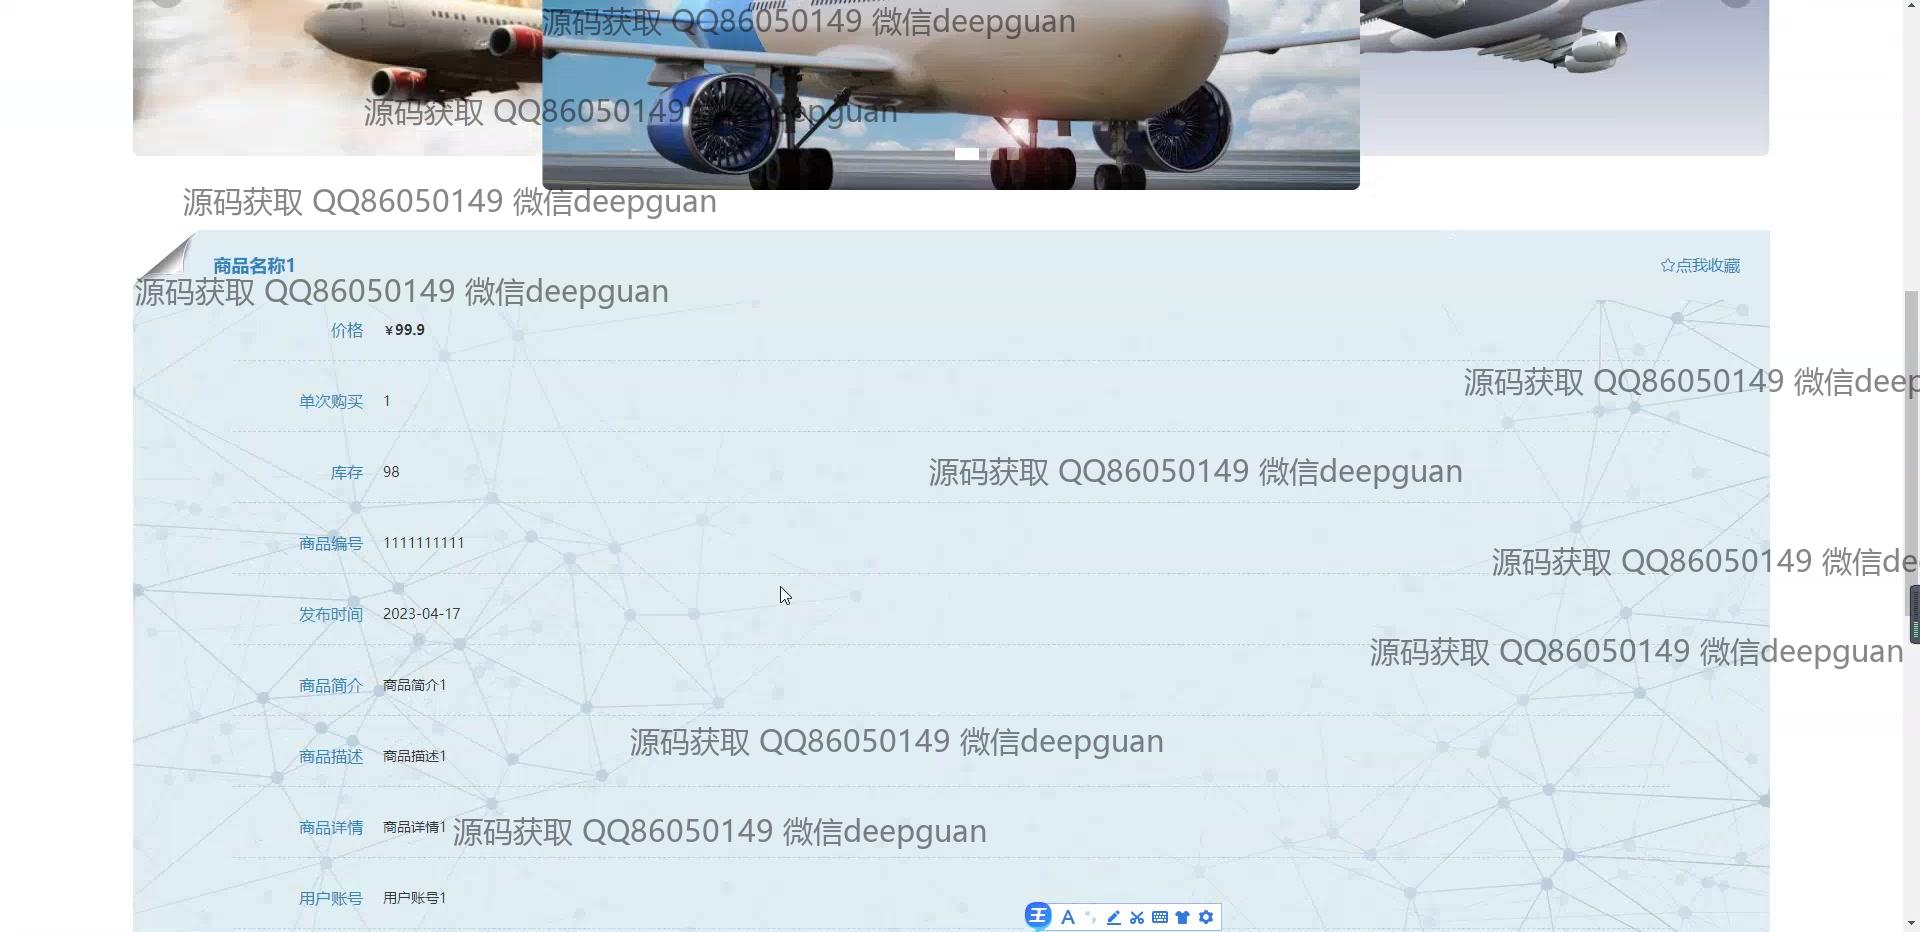 源码获取 QQ86050149 微信deepguan
源码获取 QQ86050149 微信deepguan
源码获取 QQ86050149 微信deepguan
商品名称1
☆点我收藏
源码获取 QQ86050149 微信deepguan
价格 ¥99.9
源码获取 QQ86050149 微信deep
单次购买 1
库存 98
源码获取 QQ86050149 微信deepguan
商品编号 1111111111
源码获取 QQ86050149 微信de
发布时间 2023-04-17
源码获取 QQ86050149 微信deepguan
商品简介 商品简介1
源码获取 QQ86050149 微信deepguan
商品描述 商品描述1
商品详情 商品详情1
源码获取 QQ86050149 微信deepguan
用户账号 用户账号1
王 A